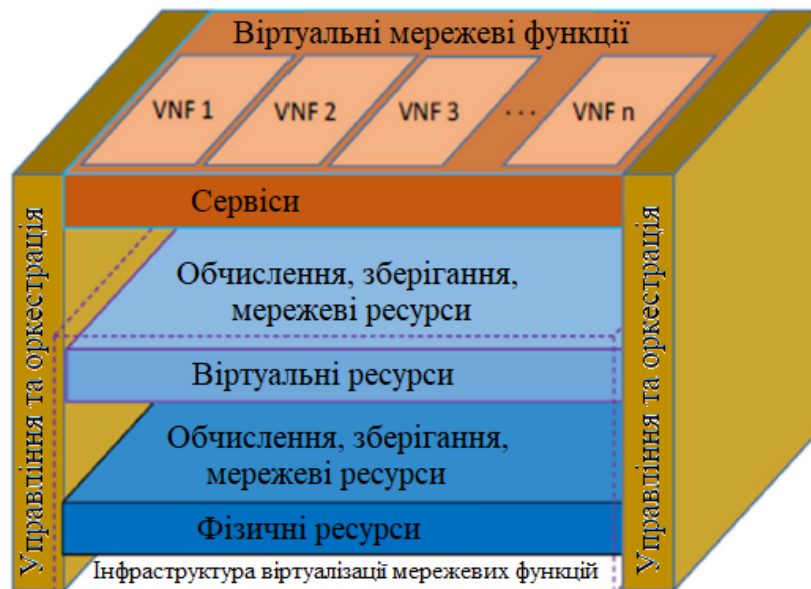 Віртуальні мережеві функції
VNF 1
VNF 2
VNF 3
...
VNF n
Сервіси
Обчислення, зберігання,
мережеві ресурси
Віртуальні ресурси
Обчислення, зберігання,
мережеві ресурси
Фізичні ресурси
Інфраструктура віртуалізації мережевих функцій
Управління та оркестрація
Управління та оркестрація